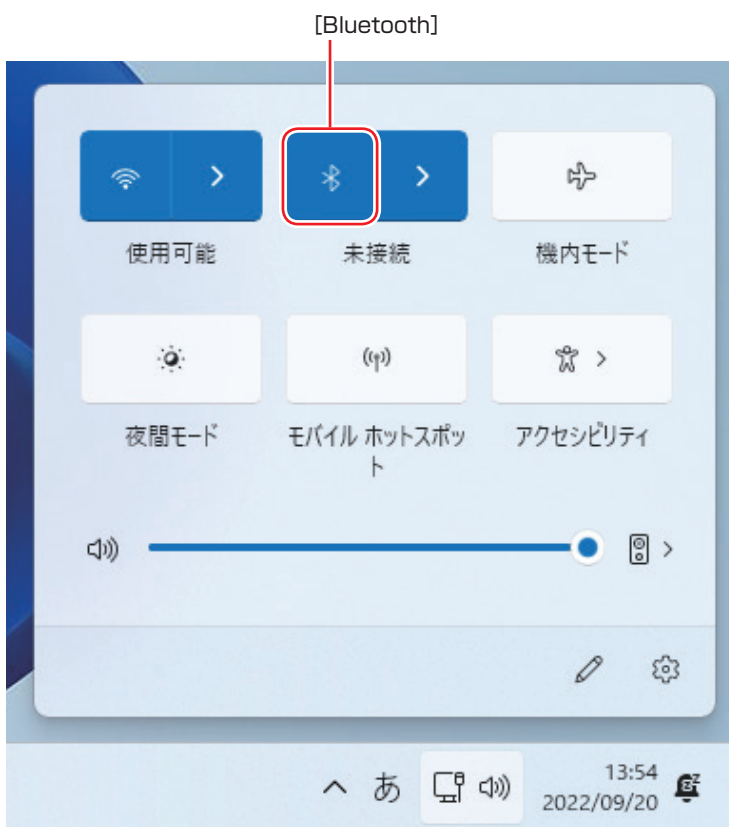 [Bluetooth]
使用可能
未接続
機内モード
夜間モード
モバイル ホットスポッ
ト
アクセシビリティ
あ
13:54
2022/09/20